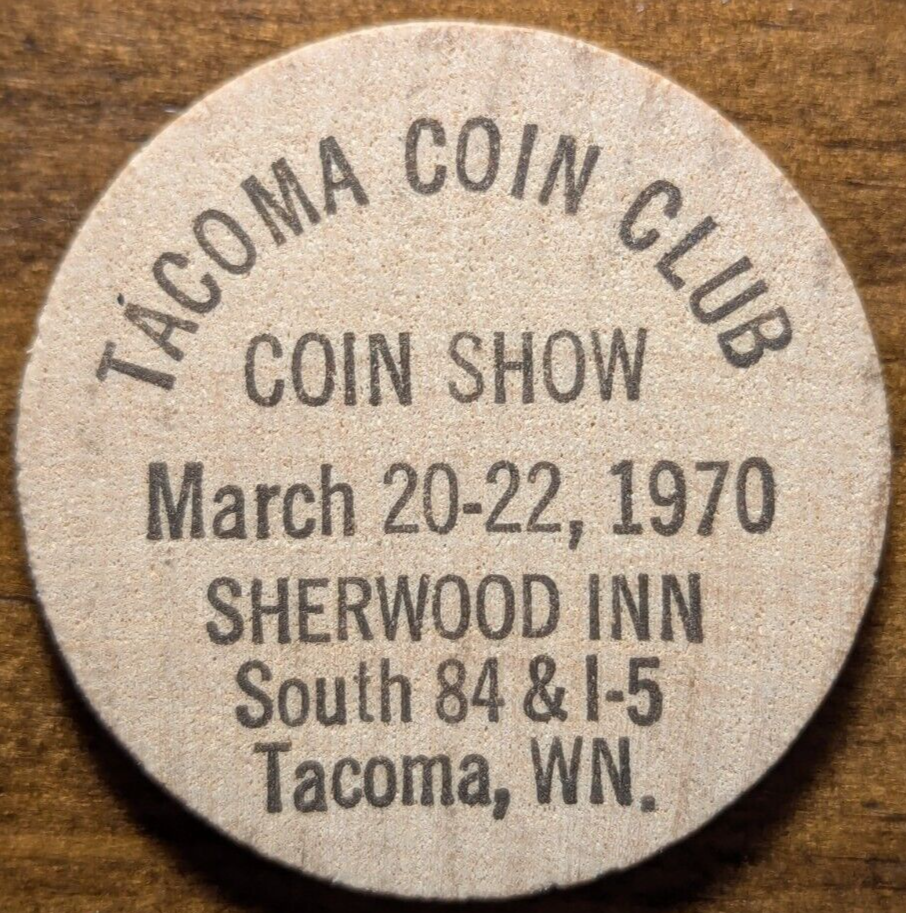 TACOMA COIN CLUB
COIN SHOW
March 20-22, 1970
SHERWOOD INN
South 84 & I-5
Tacoma, WN.